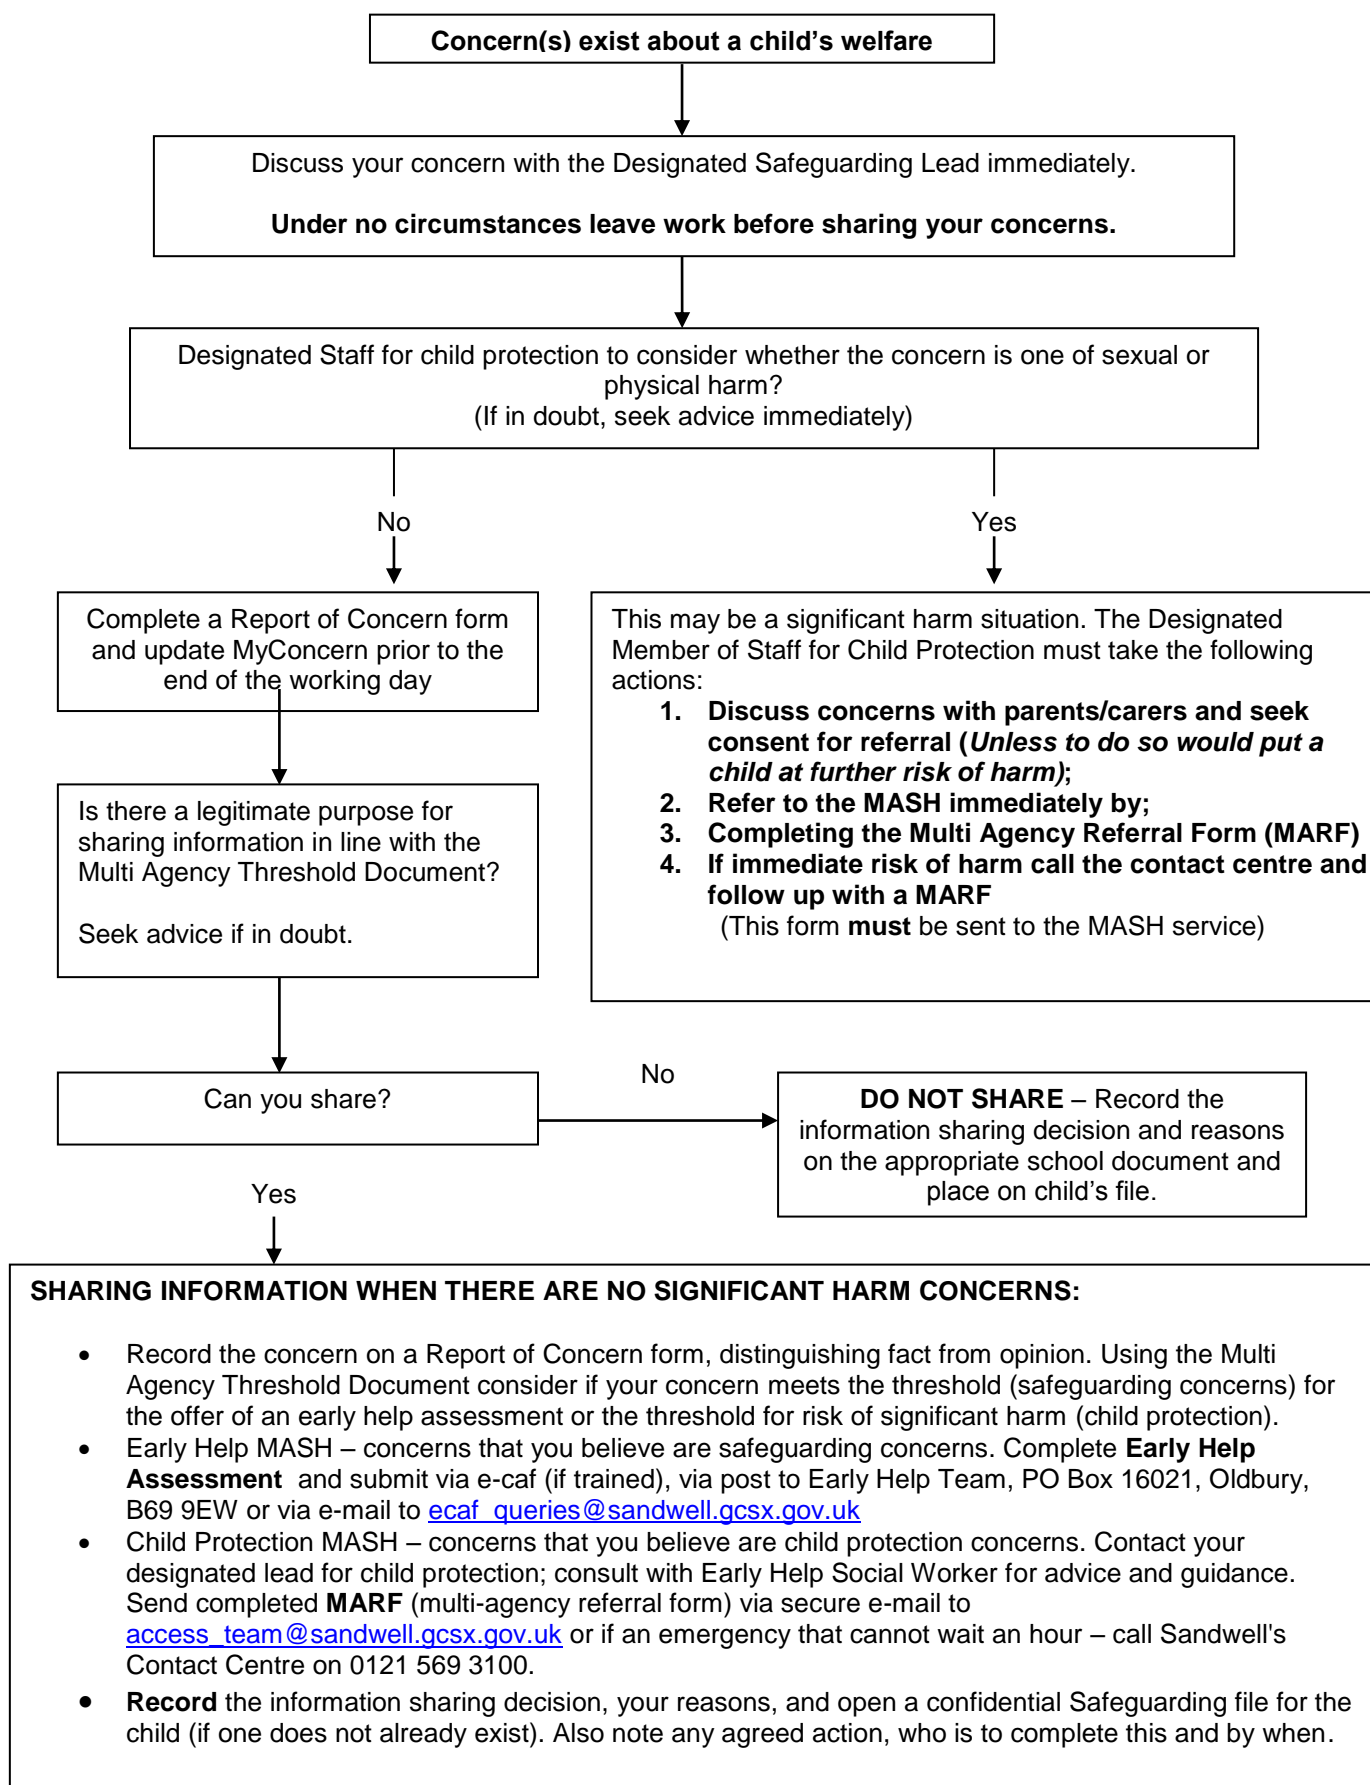 Concern(s) exist about a child’s welfare
Discuss your concern with the Designated Safeguarding Lead immediately.
Under no circumstances leave work before sharing your concerns.
Designated Staff for child protection to consider whether the concern is one of sexual or
physical harm?
(If in doubt, seek advice immediately)
No
Yes
Complete a Report of Concern form
and update MyConcern prior to the
end of the working day
This may be a significant harm situation. The Designated
Member of Staff for Child Protection must take the following
actions:
1. Discuss concerns with parents/carers and seek
consent for referral (Unless to do so would put a
child at further risk of harm);
2. Refer to the MASH immediately by;
3. Completing the Multi Agency Referral Form (MARF)
4. If immediate risk of harm call the contact centre and
follow up with a MARF
(This form must be sent to the MASH service)
Is there a legitimate purpose for
sharing information in line with the
Multi Agency Threshold Document?
Seek advice if in doubt.
Can you share?
No
DO NOT SHARE – Record the
information sharing decision and reasons
on the appropriate school document and
place on child’s file.
Yes
SHARING INFORMATION WHEN THERE ARE NO SIGNIFICANT HARM CONCERNS:
• Record the concern on a Report of Concern form, distinguishing fact from opinion. Using the Multi
Agency Threshold Document consider if your concern meets the threshold (safeguarding concerns) for
the offer of an early help assessment or the threshold for risk of significant harm (child protection).
• Early Help MASH – concerns that you believe are safeguarding concerns. Complete Early Help
Assessment and submit via e-caf (if trained), via post to Early Help Team, PO Box 16021, Oldbury,
B69 9EW or via e-mail to ecaf_queries@sandwell.gcsx.gov.uk
• Child Protection MASH – concerns that you believe are child protection concerns. Contact your
designated lead for child protection; consult with Early Help Social Worker for advice and guidance.
Send completed MARF (multi-agency referral form) via secure e-mail to
access_team@sandwell.gcsx.gov.uk or if an emergency that cannot wait an hour – call Sandwell's
Contact Centre on 0121 569 3100.
• Record the information sharing decision, your reasons, and open a confidential Safeguarding file for the
child (if one does not already exist). Also note any agreed action, who is to complete this and by when.